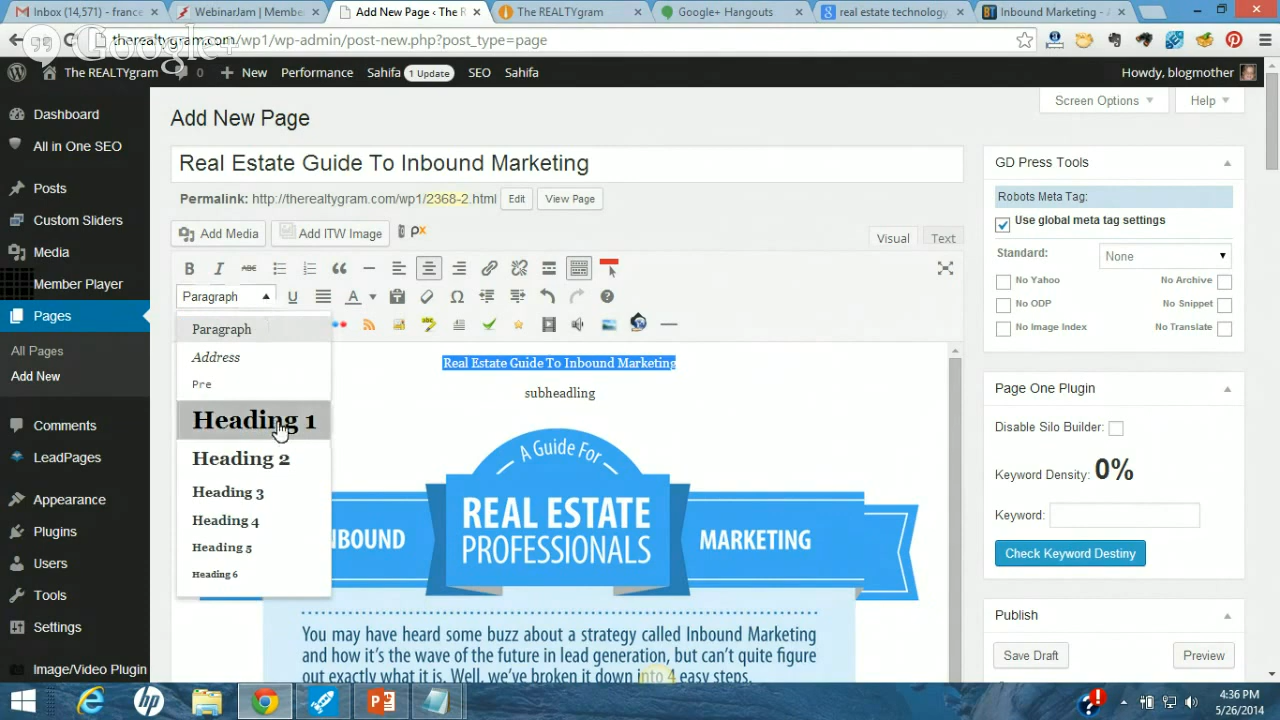 Inbox (14,571) - france
WebinarJam | Membe
Add New Page ‹ The R
The REALTYgram
Google+ Hangouts
real estate technology
Inbound Marketing - A
therealtygram.com/wp1/wp-admin/post-new.php?post_type=page
Google+
The REALTYgram
0
New
Performance
Sahifa
1 Update
SEO
Sahifa
Howdy, blogmother
Dashboard
All in One SEO
Posts
Custom Sliders
Media
Member Player
Pages
All Pages
Add New
Comments
LeadPages
Appearance
Plugins
Users
Tools
Settings
Image/Video Plugin
Screen Options
Help
Add New Page
Real Estate Guide To Inbound Marketing
Permalink: http://therealtygram.com/wp1/2368-2.html
Edit
View Page
Add Media
Add ITW Image
px
Visual
Text
B I ABC
Paragraph
U
A
Paragraph
Address
Pre
Heading 1
Heading 2
Heading 3
Heading 4
Heading 5
Heading 6
Real Estate Guide To Inbound Marketing
subheadling
A Guide For
NBOUND
REAL ESTATE
PROFESSIONALS
MARKETING
You may have heard some buzz about a strategy called Inbound Marketing
and how it's the wave of the future in lead generation, but can't quite figure
out exactly what it is. Well, we've broken it down into 4 easy steps.
GD Press Tools
Robots Meta Tag:
Use global meta tag settings
Standard:
None
No Yahoo
No Archive
No ODP
No Snippet
No Image Index
No Translate
Page One Plugin
Disable Silo Builder:
Keyword Density: 0%
Keyword:
Check Keyword Destiny
Publish
Save Draft
Preview
4:36 PM
5/26/2014